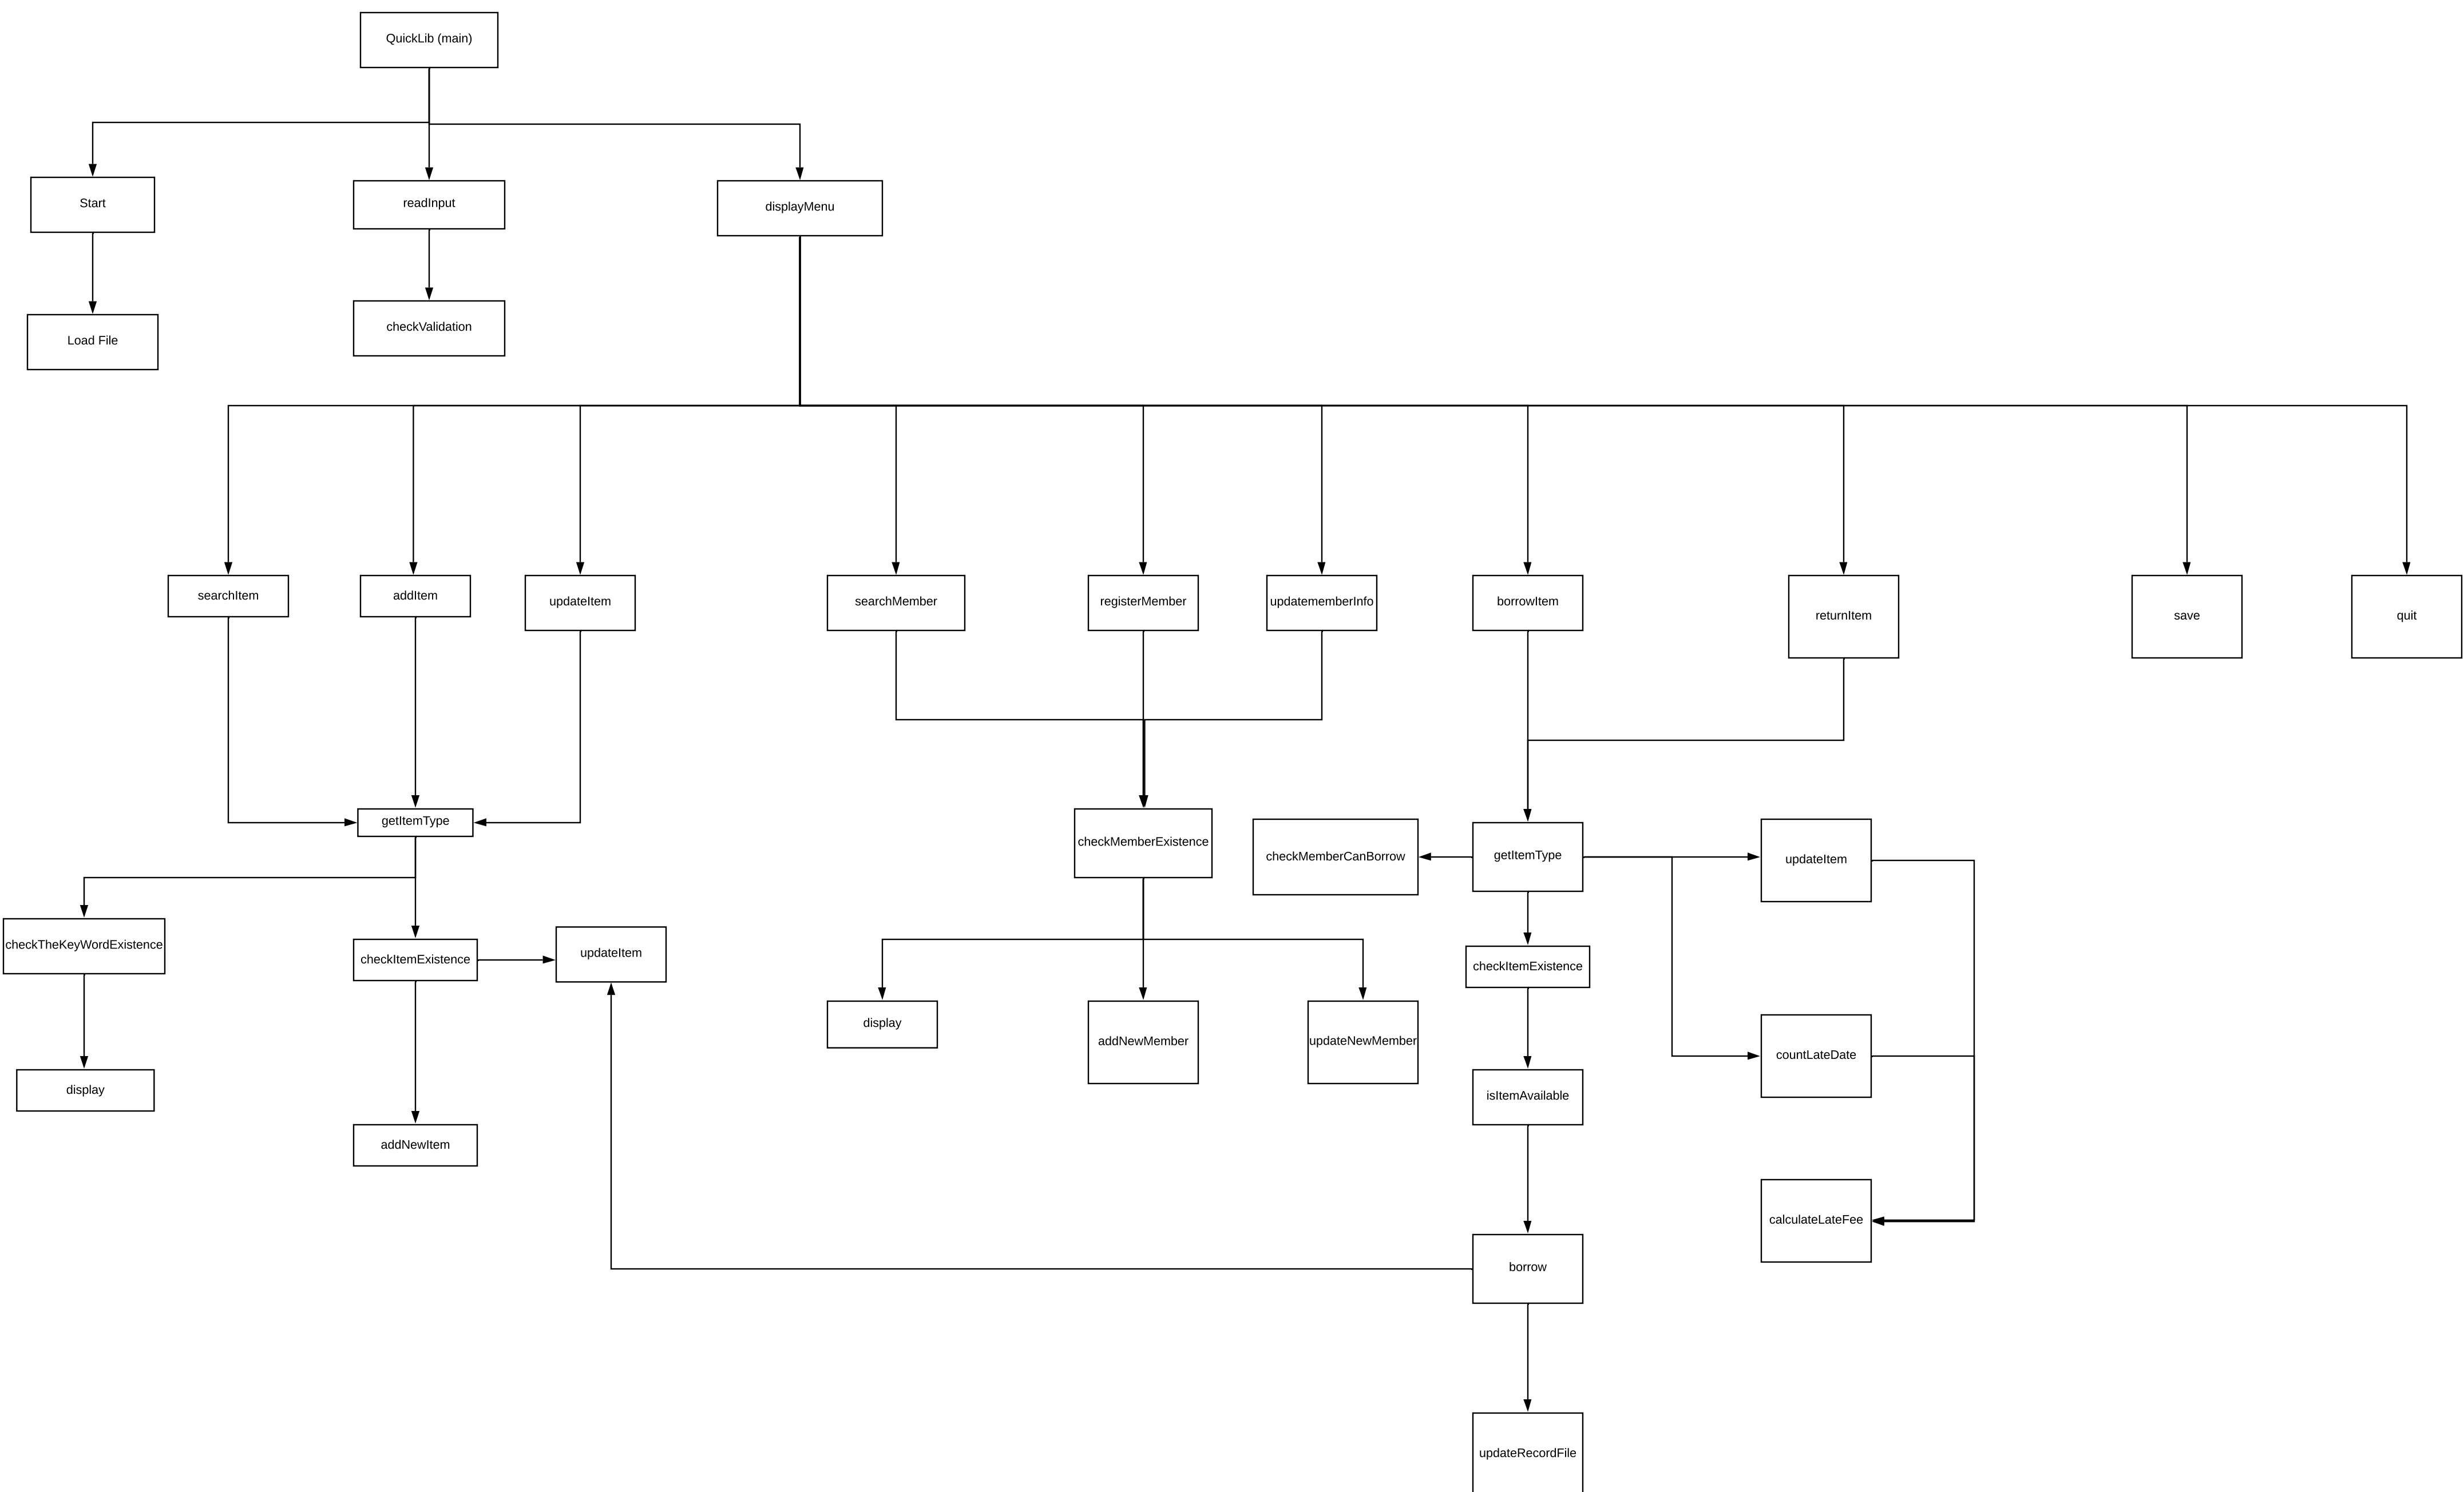 QuickLib (main)
Start
readInput
displayMenu
checkValidation
Load File
searchItem
addItem
updateItem
searchMember
registerMember
updatememberInfo
borrowItem
returnItem
save
quit
getItemType
checkMemberExistence
checkMemberCanBorrow
getItemType
updateItem
checkTheKeyWordExistence
checkItemExistence
updateItem
checkItemExistence
display
addNewMember
updateNewMember
countLateDate
display
isItemAvailable
addNewItem
calculateLateFee
borrow
updateRecordFile